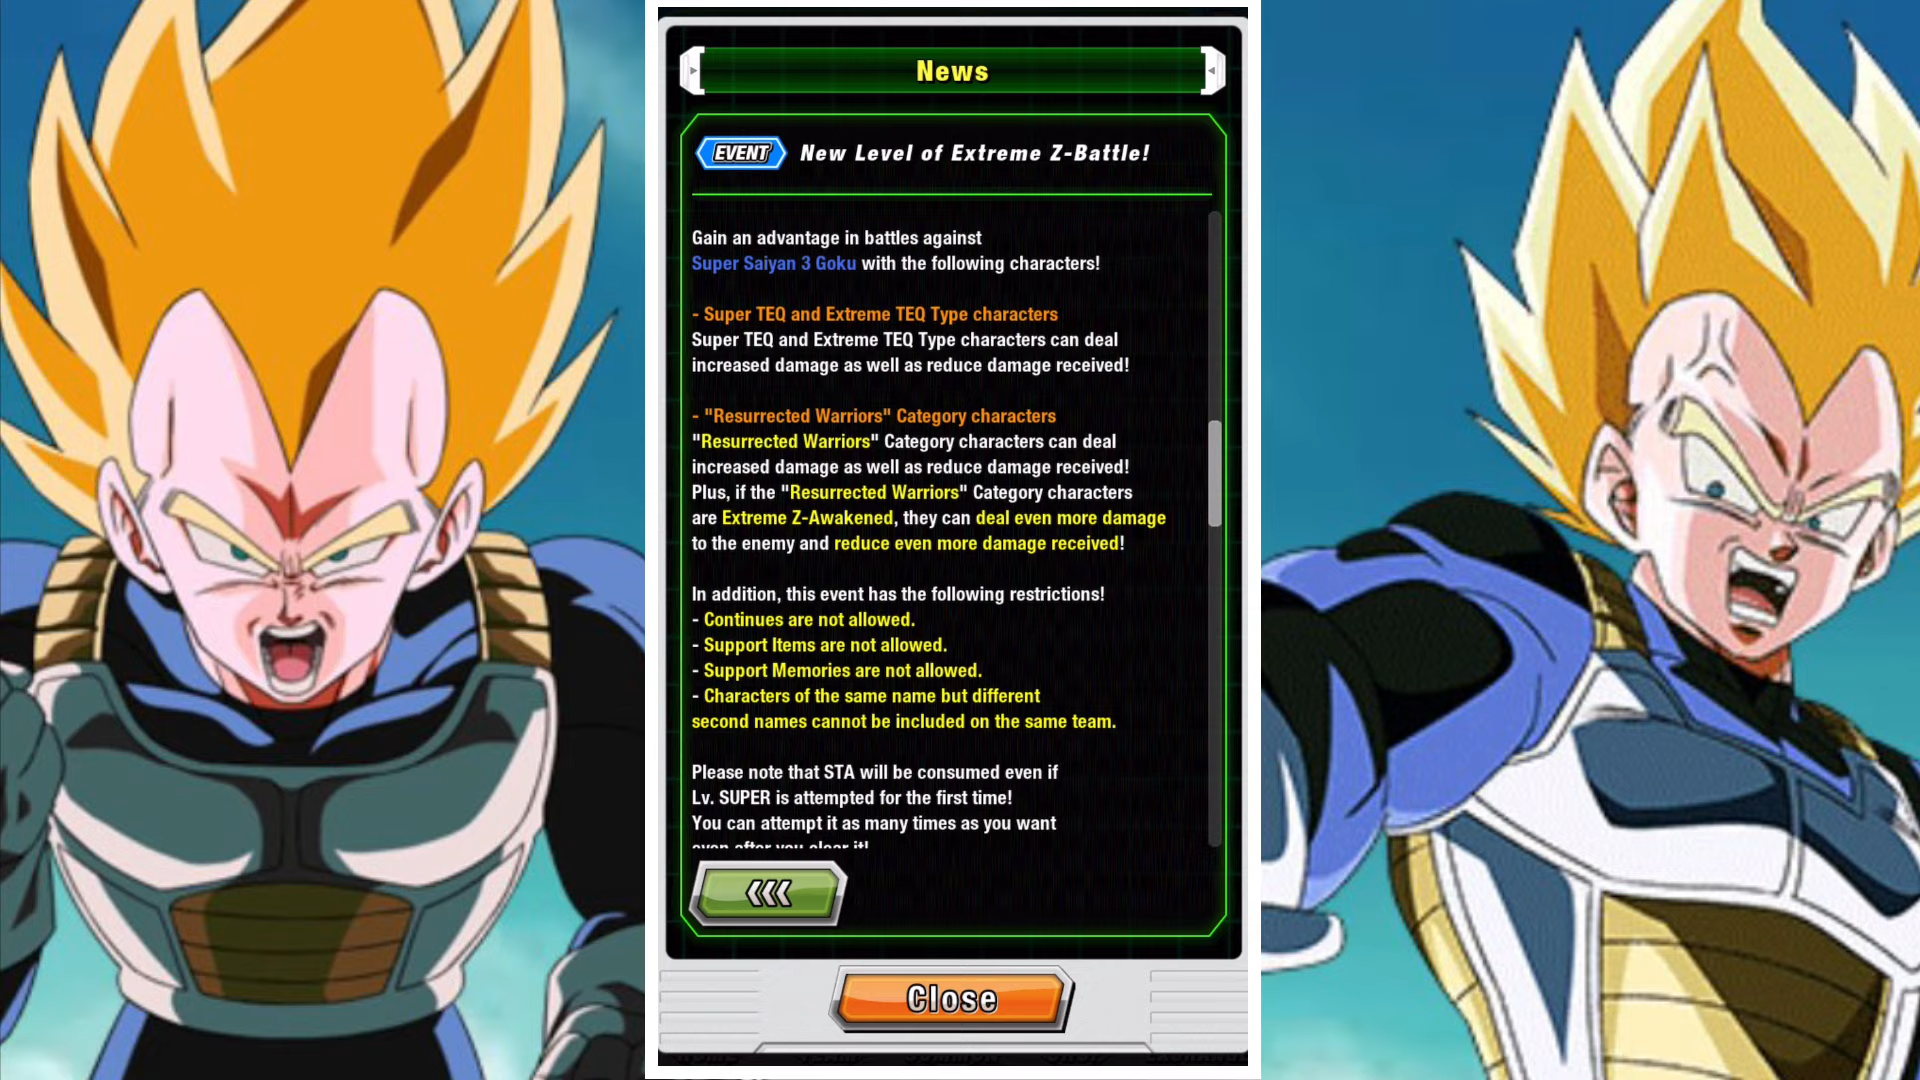 News
EVENT New Level of Extreme Z-Battle!
Gain an advantage in battles against
Super Saiyan 3 Goku with the following characters!
- Super TEQ and Extreme TEQ Type characters
Super TEQ and Extreme TEQ Type characters can deal
increased damage as well as reduce damage received!
- "Resurrected Warriors" Category characters
"Resurrected Warriors" Category characters can deal
increased damage as well as reduce damage received!
Plus, if the "Resurrected Warriors" Category characters
are Extreme Z-Awakened, they can deal even more damage
to the enemy and reduce even more damage received!
In addition, this event has the following restrictions!
- Continues are not allowed.
- Support Items are not allowed.
- Support Memories are not allowed.
- Characters of the same name but different
second names cannot be included on the same team.
Please note that STA will be consumed even if
Lv. SUPER is attempted for the first time!
You can attempt it as many times as you want
even after you clear it!
Close